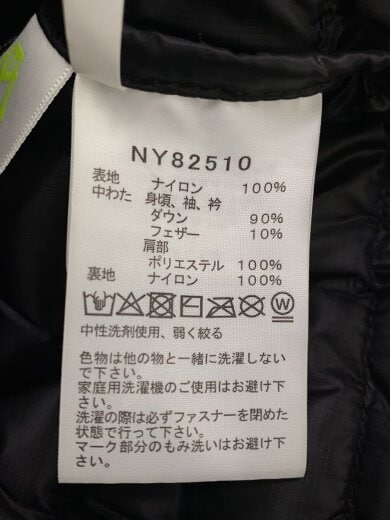 NY82510
表地 ナイロン 100%
中わた 身頃、袖、衿
ダウン 90%
フェザー 10%
肩部
ポリエステル 100%
裏地 ナイロン 100%
W
中性洗剤使用、弱く絞る
色物は他の物と一緒に洗濯しない
で下さい。
家庭用洗濯機のご使用はお避け下
さい。
洗濯の際は必ずファスナーを閉めた
状態で行って下さい。
マーク部分のもみ洗いはお避け下
さい。